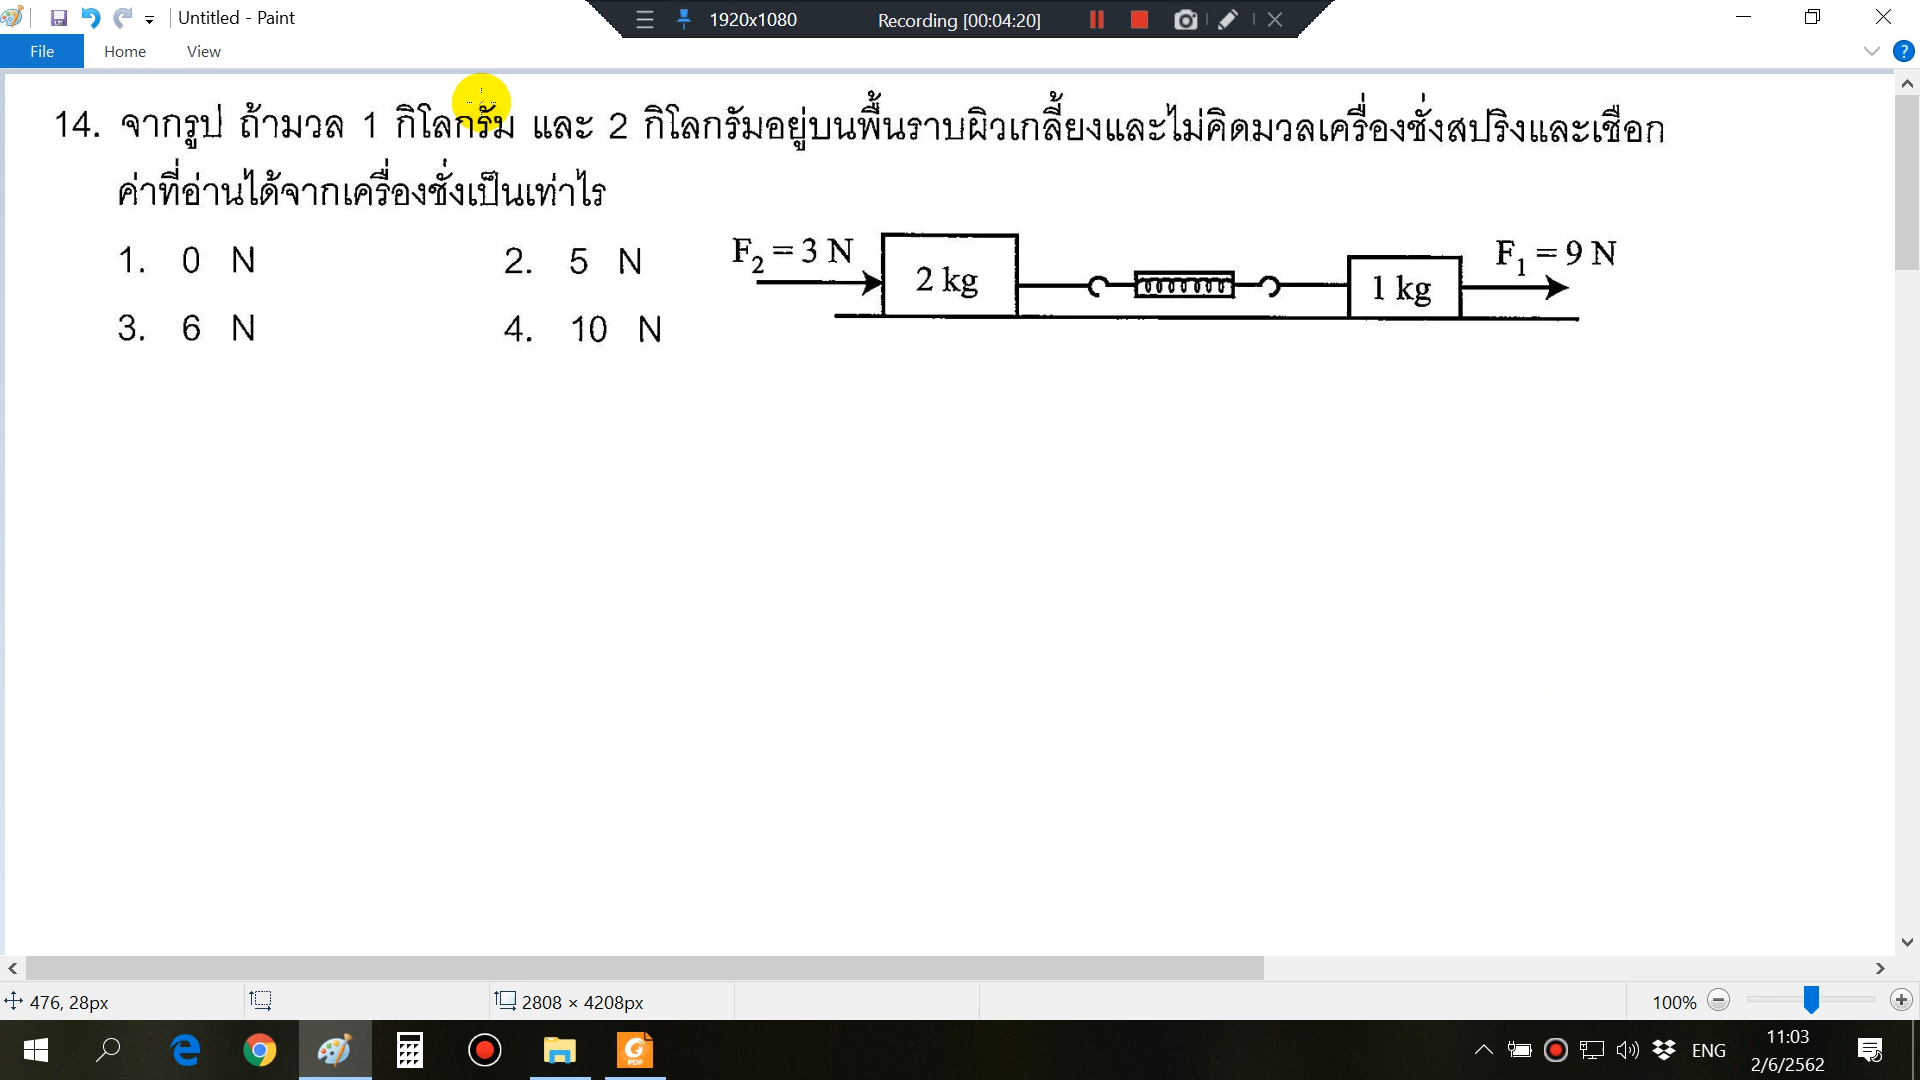 Untitled - Paint
1920x1080
Recording [00:04:20]
File
Home
View
14. จากรูป ถ้ามวล 1 กิโลกรัม และ 2 กิโลกรัมอยู่บนพื้นราบผิวเกลี้ยงและไม่คิดมวลเครื่องชั่งสปริงและเชือก
ค่าที่อ่านได้จากเครื่องชั่งเป็นเท่าไร
1. 0 N
2. 5 N
3. 6 N
4. 10 N
F2 = 3 N
2 kg
1 kg
F1 = 9 N
476, 28px
2808 × 4208px
100%
PDF
ENG
11:03
2/6/2562